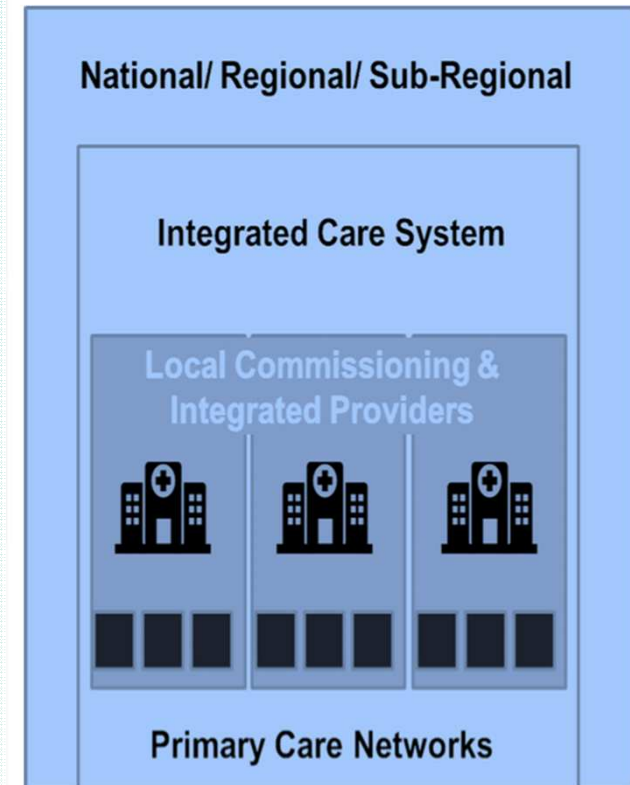 National/ Regional/ Sub-Regional
Integrated Care System
Local Commissioning &
Integrated Providers
Primary Care Networks